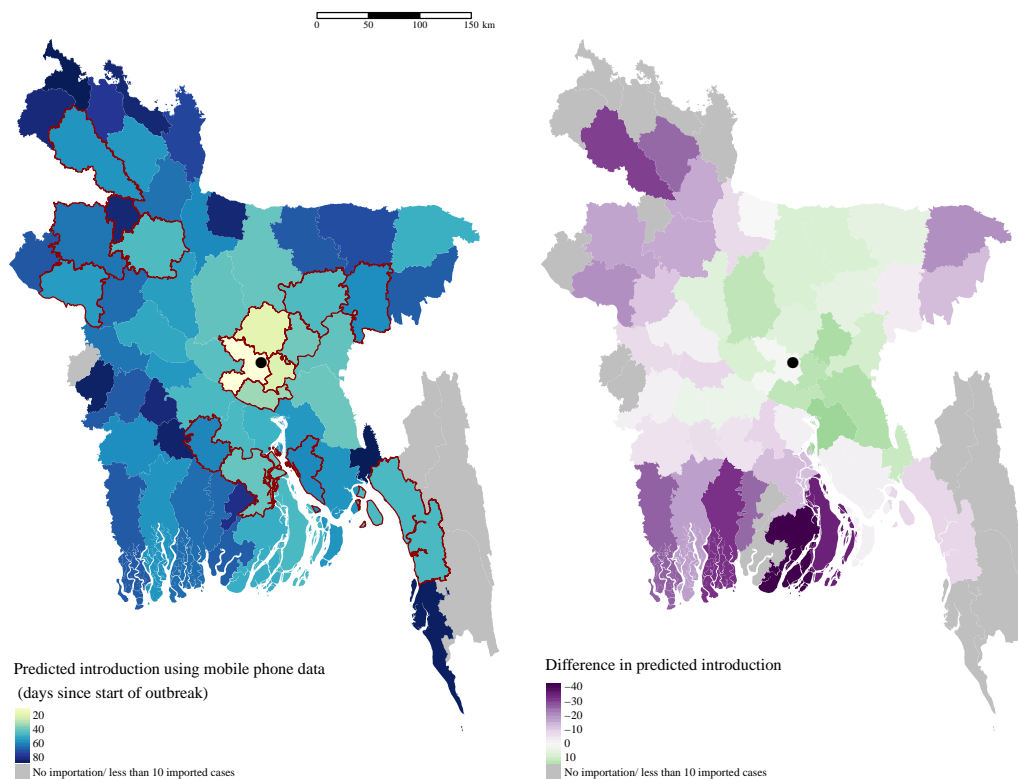 0 50 100 150 km
Predicted introduction using mobile phone data
(days since start of outbreak)
20
40
60
80
No importation/ less than 10 imported cases
Difference in predicted introduction
−40
−30
−20
−10
0
10
No importation/ less than 10 imported cases